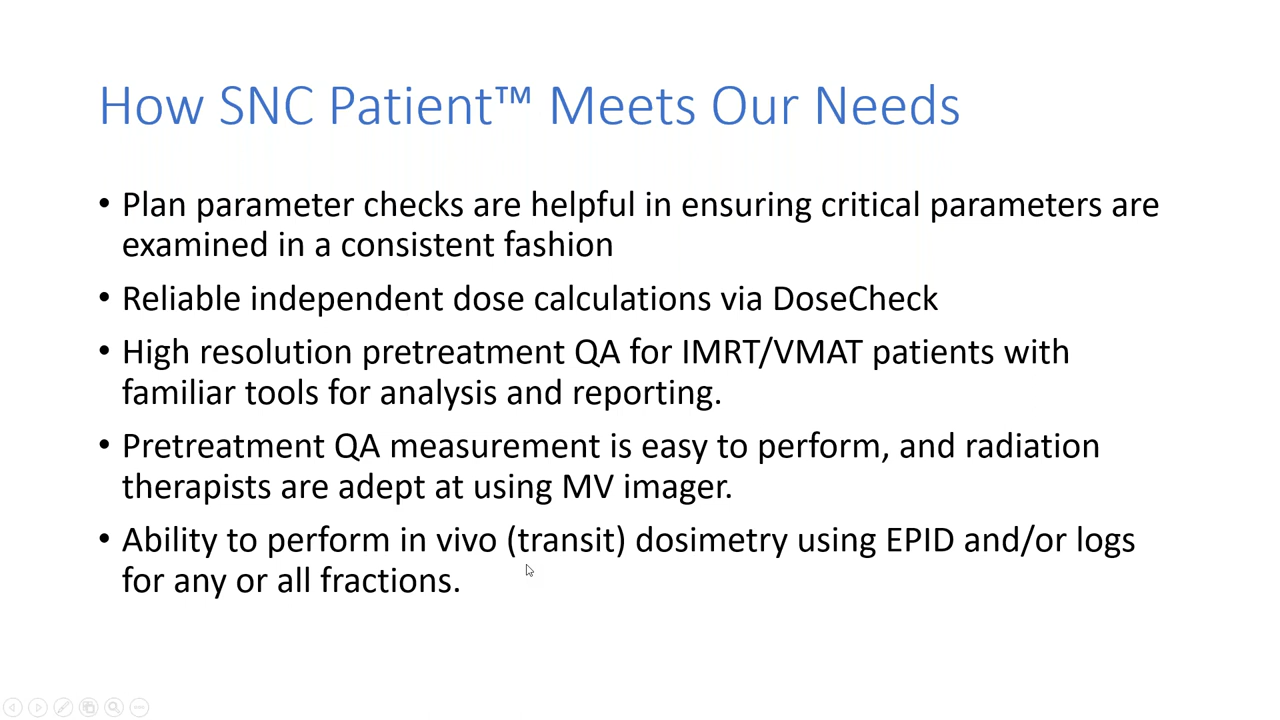 How SNC Patient™ Meets Our Needs
• Plan parameter checks are helpful in ensuring critical parameters are
examined in a consistent fashion
• Reliable independent dose calculations via DoseCheck
• High resolution pretreatment QA for IMRT/VMAT patients with
familiar tools for analysis and reporting.
• Pretreatment QA measurement is easy to perform, and radiation
therapists are adept at using MV imager.
• Ability to perform in vivo (transit) dosimetry using EPID and/or logs
for any or all fractions.